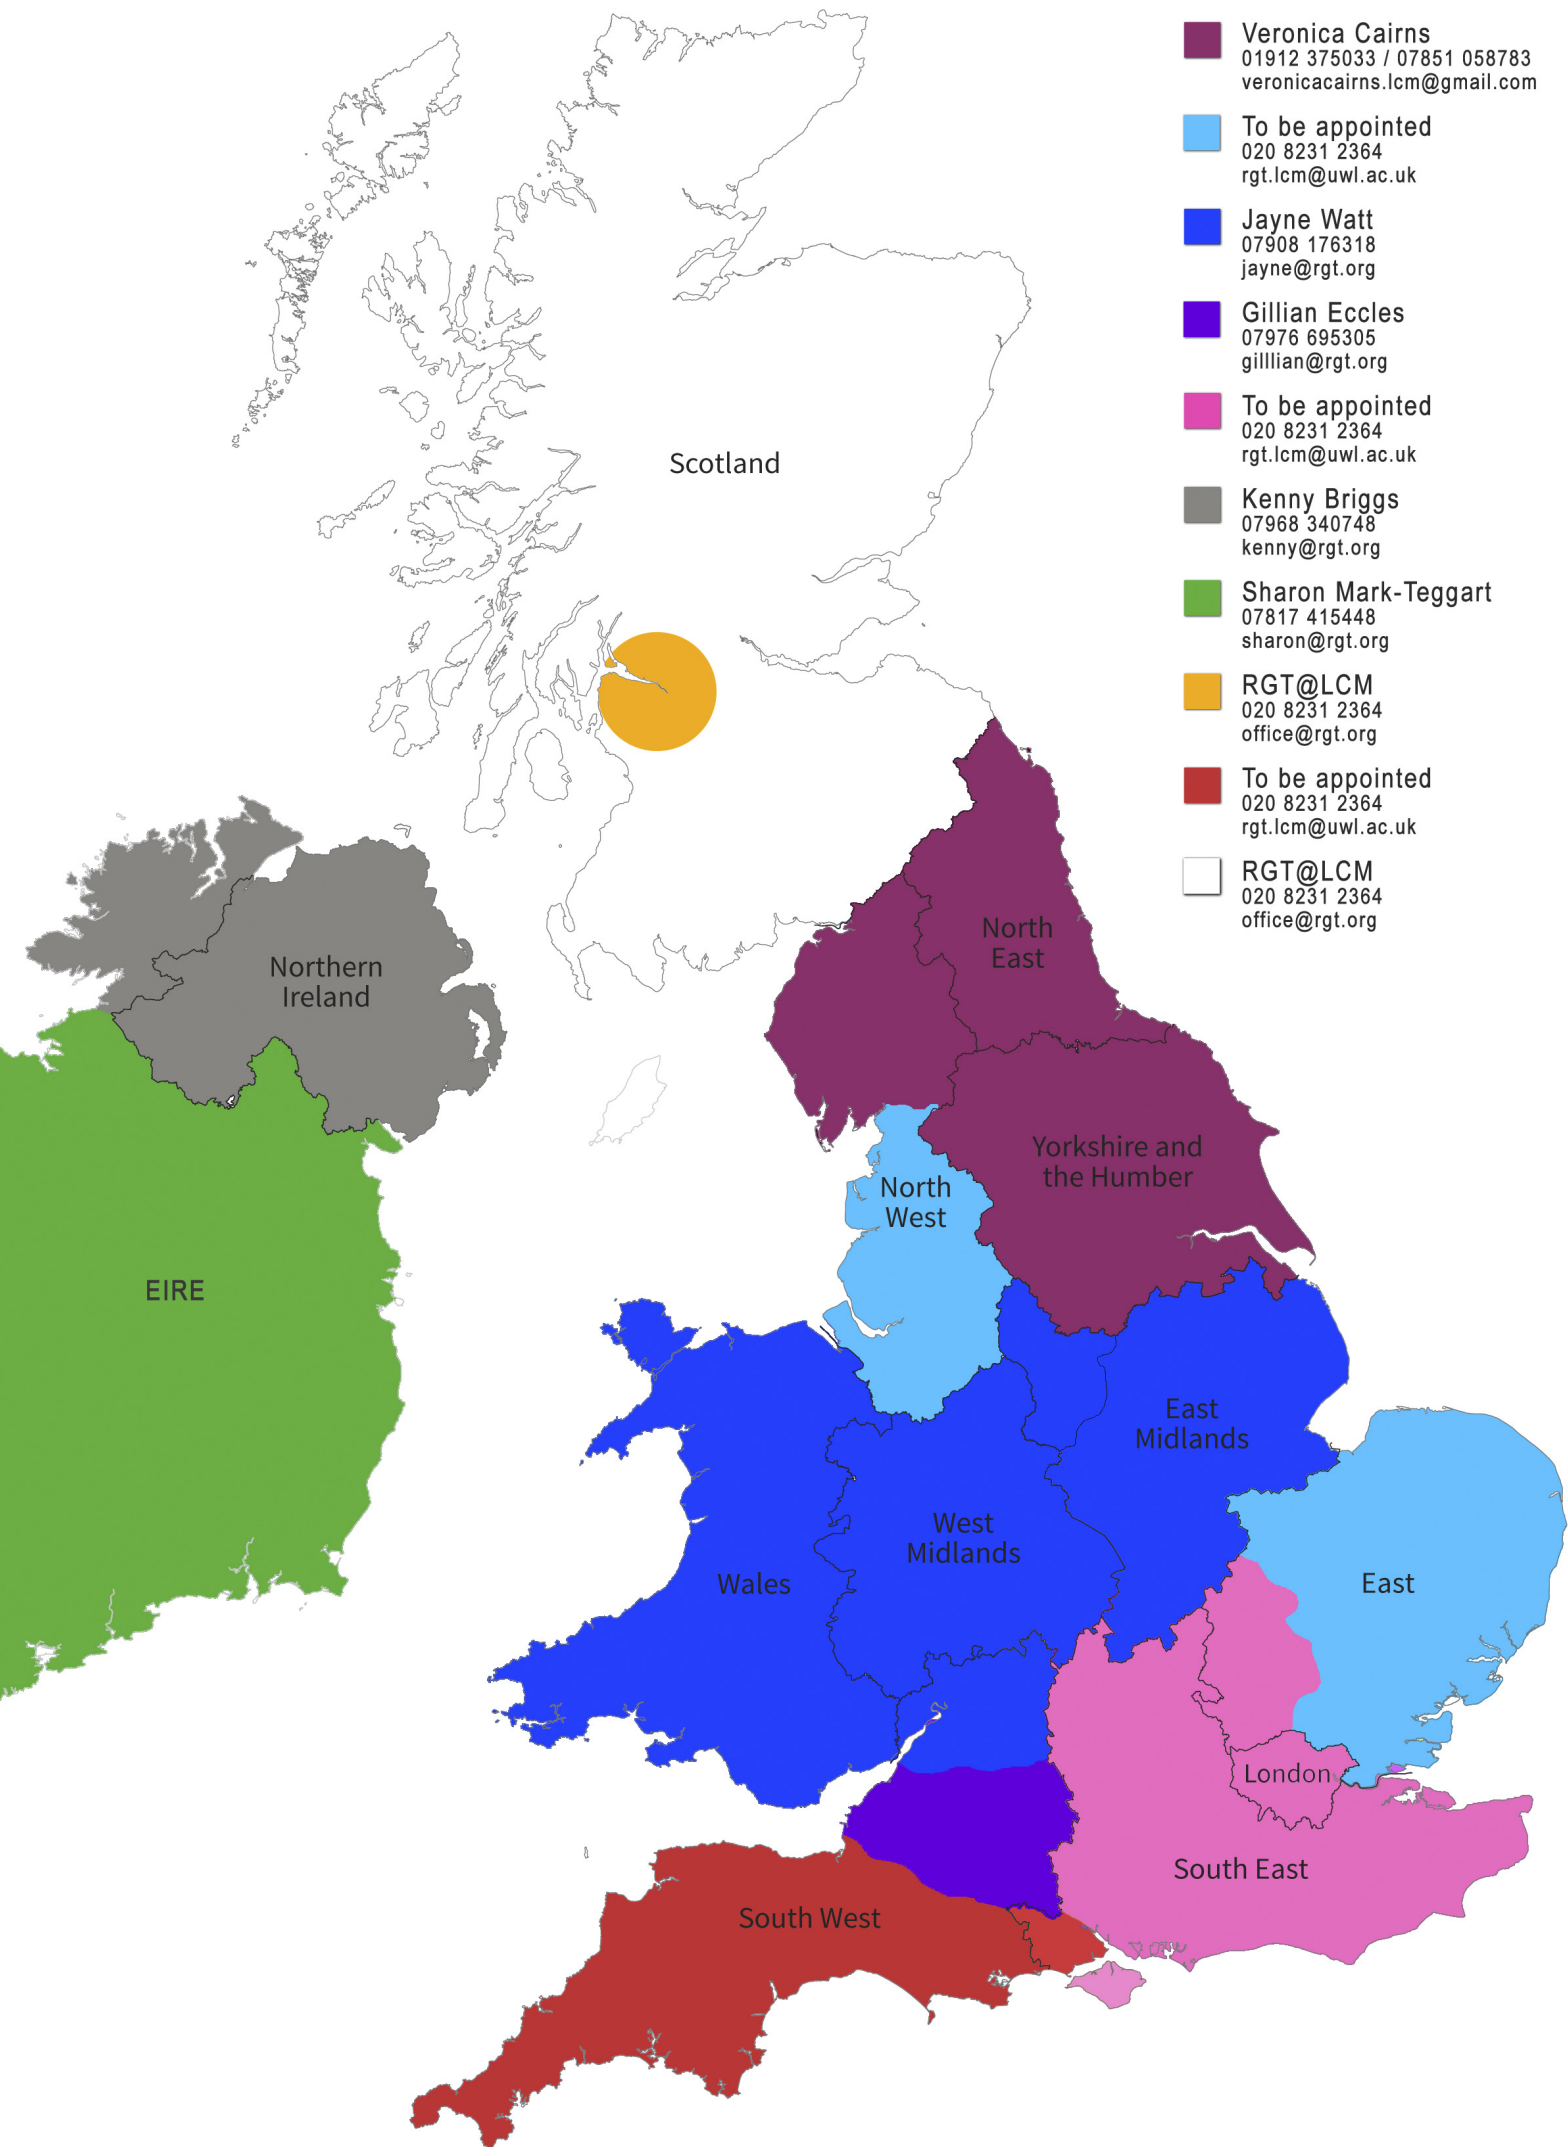 Veronica Cairns
01912 375033 / 07851 058783
veronicacairns.lcm@gmail.com
To be appointed
020 8231 2364
rgt.lcm@uwl.ac.uk
Jayne Watt
07908 176318
jayne@rgt.org
Gillian Eccles
07976 695305
gilllian@rgt.org
To be appointed
020 8231 2364
rgt.lcm@uwl.ac.uk
Kenny Briggs
07968 340748
kenny@rgt.org
Sharon Mark-Teggart
07817 415448
sharon@rgt.org
RGT@LCM
020 8231 2364
office@rgt.org
To be appointed
020 8231 2364
rgt.lcm@uwl.ac.uk
RGT@LCM
020 8231 2364
office@rgt.org
Scotland
North
East
Northern
Ireland
Yorkshire and
the Humber
North
West
EIRE
East
Midlands
West
Midlands
Wales
East
London
South East
South West